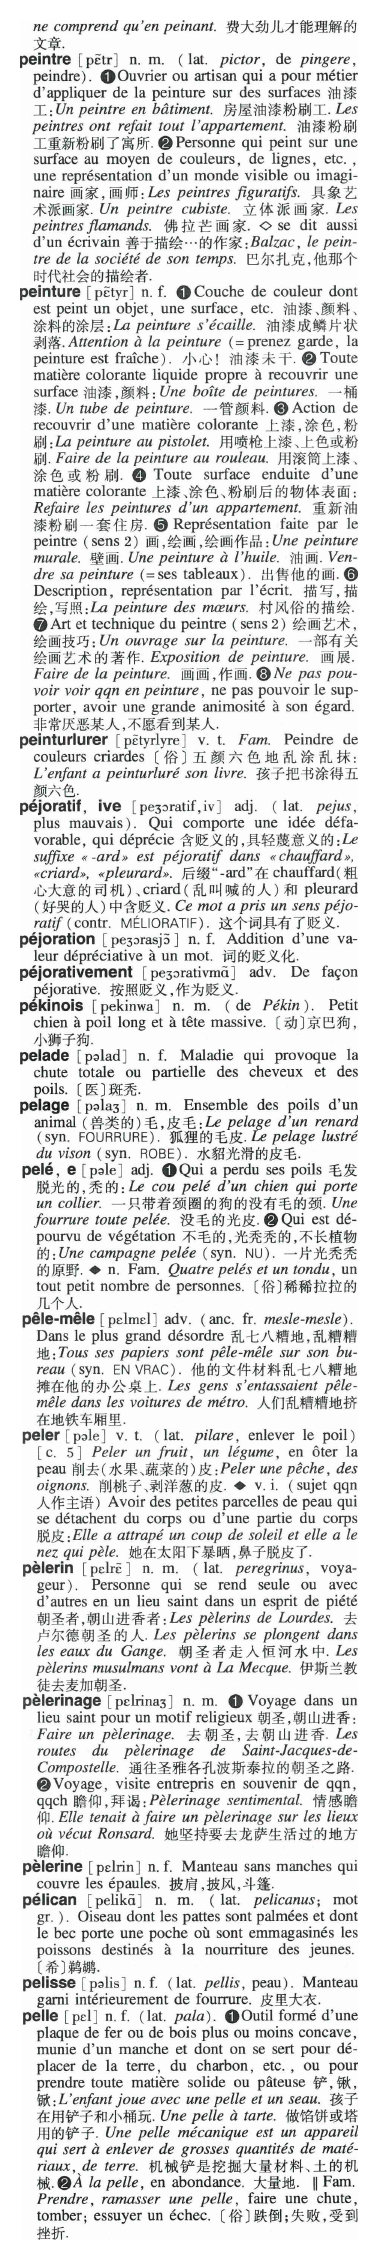 ne comprend qu'en peinant. 费大劲儿才能理解的
文章.
peintre [pɛ̃tr] n. m. (lat. pictor, de pingere,
peindre). ❶Ouvrier ou artisan qui a pour métier
d'appliquer de la peinture sur des surfaces 油漆
工:Un peintre en bâtiment. 房屋油漆粉刷工. Les
peintres ont refait tout l'appartement. 油漆粉刷
工重新粉刷了寓所. ❷Personne qui peint sur une
surface au moyen de couleurs, de lignes, etc. ,
une représentation d'un monde visible ou imagi-
naire 画家,画师:Les peintres figuratifs. 具象艺
术派画家. Un peintre cubiste. 立体派画家. Les
peintres flamands. 佛拉芒画家. ◇ se dit aussi
d'un écrivain 善于描绘…的作家:Balzac, le pein-
tre de la société de son temps. 巴尔扎克,他那个
时代社会的描绘者.
peinture [pɛ̃tyr] n. f. ❶Couche de couleur dont
est peint un objet, une surface, etc. 油漆、颜料、
涂料的涂层:La peinture s'écaille. 油漆成鳞片状
剥落. Attention à la peinture (=prenez garde, la
peinture est fraîche). 小心! 油漆未干. ❷Toute
matière colorante liquide propre à recouvrir une
surface 油漆,颜料:Une boîte de peintures. 一桶
漆. Un tube de peinture. 一管颜料. ❸Action de
recouvrir d'une matière colorante 上漆,涂色,粉
刷:La peinture au pistolet. 用喷枪上漆、上色或粉
刷. Faire de la peinture au rouleau. 用滚筒上漆、
涂色或粉刷. ❹ Toute surface enduite d'une
matière colorante 上漆、涂色、粉刷后的物体表面:
Refaire les peintures d'un appartement. 重新油
漆粉刷一套住房. ❺Représentation faite par le
peintre (sens 2) 画,绘画,绘画作品:Une peinture
murale. 壁画. Une peinture à l'huile. 油画. Ven-
dre sa peinture (=ses tableaux). 出售他的画. ❻
Description, représentation par l'écrit. 描写,描
绘,写照:La peinture des mœurs. 村风俗的描绘.
❼Art et technique du peintre (sens 2) 绘画艺术,
绘画技巧:Un ouvrage sur la peinture. 一部有关
绘画艺术的著作. Exposition de peinture. 画展.
Faire de la peinture. 画画,作画. ❽Ne pas pou-
voir voir qqn en peinture, ne pas pouvoir le sup-
porter, avoir une grande animosité à son égard.
非常厌恶某人,不愿看到某人.
peinturlurer [pɛ̃tyrlyre] v. t. Fam. Peindre de
couleurs criardes 〔俗〕五颜六色地乱涂乱抹:
L'enfant a peinturluré son livre. 孩子把书涂得五
颜六色.
péjoratif, ive [peʒɔratif,iv] adj. (lat. pejus,
plus mauvais). Qui comporte une idée défa-
vorable, qui déprécie 含贬义的,具轻蔑意义的:Le
suffixe « -ard» est péjoratif dans «chauffard»,
«criard», «pleurard». 后缀“-ard”在 chauffard(粗
心大意的司机)、criard(乱叫喊的人)和 pleurard
(好哭的人)中含贬义. Ce mot a pris un sens péjo-
ratif (contr. MÉLIORATIF). 这个词具有了贬义.
péjoration [peʒɔrasjɔ̃] n. f. Addition d'une va-
leur dépréciative à un mot. 词的贬义化.
péjorativement [peʒɔrativmɑ̃] adv. De façon
péjorative. 按照贬义,作为贬义.
pékinois [pekinwa] n. m. (de Pékin). Petit
chien à poil long et à tête massive. 〔动〕京巴狗,
小狮子狗.
pelade [pəlad] n. f. Maladie qui provoque la
chute totale ou partielle des cheveux et des
poils. 〔医〕斑秃.
pelage [pəlaʒ] n. m. Ensemble des poils d'un
animal (兽类的)毛,皮毛:Le pelage d'un renard
(syn. FOURRURE). 狐狸的毛皮. Le pelage lustré
du vison (syn. ROBE). 水貂光滑的皮毛.
pelé, e [pəle] adj. ❶Qui a perdu ses poils 毛发
脱光的,秃的:Le cou pelé d'un chien qui porte
un collier. 一只带着颈圈的狗的没有毛的颈. Une
fourrure toute pelée. 没毛的光皮. ❷Qui est dé-
pourvu de végétation 不毛的,光秃秃的,不长植物
的:Une campagne pelée (syn. NU). 一片光秃秃
的原野. ◆ n. Fam. Quatre pelés et un tondu, un
tout petit nombre de personnes. 〔俗〕稀稀拉拉的
几个人.
pêle-mêle [pɛlmɛl] adv. (anc. fr. mesle-mesle).
Dans le plus grand désordre 乱七八糟地,乱糟糟
地:Tous ses papiers sont pêle-mêle sur son bu-
reau (syn. EN VRAC). 他的文件材料乱七八糟地
摊在他的办公桌上. Les gens s'entassaient pêle-
mêle dans les voitures de métro. 人们乱糟糟地挤
在地铁车厢里.
peler [pəle] v. t. (lat. pilare, enlever le poil)
[c. 5] Peler un fruit, un légume, en ôter la
peau 削去(水果、蔬菜的)皮:Peler une pêche, des
oignons. 削桃子、剥洋葱的皮. ◆ v. i. (sujet qqn
人作主语) Avoir des petites parcelles de peau qui
se détachent du corps ou d'une partie du corps
脱皮:Elle a attrapé un coup de soleil et elle a le
nez qui pèle. 她在太阳下暴晒,鼻子脱皮了.
pèlerin [pɛlrɛ̃] n. m. (lat. peregrinus, voya-
geur). Personne qui se rend seule ou avec
d'autres en un lieu saint dans un esprit de piété
朝圣者,朝山进香者:Les pèlerins de Lourdes. 去
卢尔德朝圣的人. Les pèlerins se plongent dans
les eaux du Gange. 朝圣者走入恒河水中. Les
pèlerins musulmans vont à La Mecque. 伊斯兰教
徒去麦加朝圣.
pèlerinage [pɛlrinaʒ] n. m. ❶ Voyage dans un
lieu saint pour un motif religieux 朝圣,朝山进香:
Faire un pèlerinage. 去朝圣,去朝山进香. Les
routes du pèlerinage de Saint-Jacques-de-
Compostelle. 通往圣雅各孔波斯泰拉的朝圣之路.
❷Voyage, visite entrepris en souvenir de qqn,
qqch 瞻仰,拜谒:Pèlerinage sentimental. 情感瞻
仰. Elle tenait à faire un pèlerinage sur les lieux
où vécut Ronsard. 她坚持要去龙萨生活过的地方
瞻仰.
pèlerine [pɛlrin] n. f. Manteau sans manches qui
couvre les épaules. 披肩,披风,斗篷.
pélican [pelikɑ̃] n. m. (lat. pelicanus; mot
gr.). Oiseau dont les pattes sont palmées et dont
le bec porte une poche où sont emmagasinés les
poissons destinés à la nourriture des jeunes.
〔希〕鹈鹕.
pelisse [pəlis] n. f. (lat. pellis, peau). Manteau
garni intérieurement de fourrure. 皮里大衣.
pelle [pɛl] n. f. (lat. pala). ❶Outil formé d'une
plaque de fer ou de bois plus ou moins concave,
munie d'un manche et dont on se sert pour dé-
placer de la terre, du charbon, etc. , ou pour
prendre toute matière solide ou pâteuse 铲,锹,
锨:L'enfant joue avec une pelle et un seau. 孩子
在用铲子和小桶玩. Une pelle à tarte. 做馅饼或塔
用的铲子. Une pelle mécanique est un appareil
qui sert à enlever de grosses quantités de maté-
riaux, de terre. 机械铲是挖掘大量材料、土的机
械. ❷À la pelle, en abondance. 大量地. ‖ Fam.
Prendre, ramasser une pelle, faire une chute,
tomber; essuyer un échec. 〔俗〕跌倒;失败,受到
挫折.